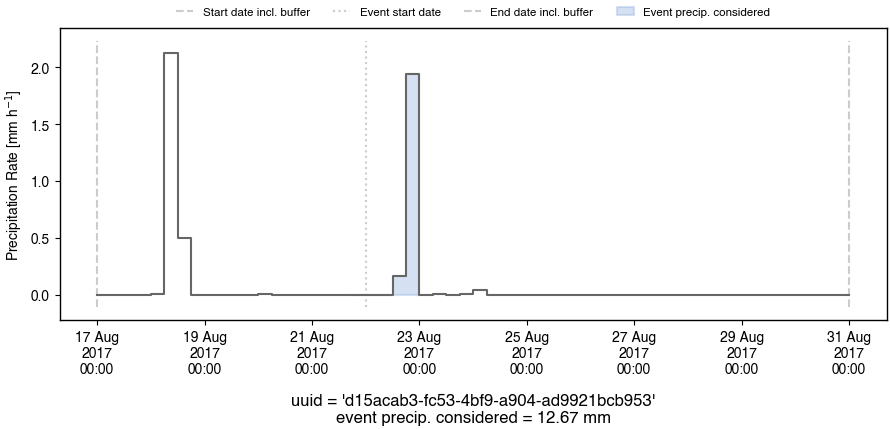 Start date incl. buffer Event start date End date incl. buffer Event precip. considered
Precipitation Rate [mm h⁻¹]
2.0
1.5
1.0
0.5
0.0
17 Aug 19 Aug 21 Aug 23 Aug 25 Aug 27 Aug 29 Aug 31 Aug
2017 2017 2017 2017 2017 2017 2017 2017
00:00 00:00 00:00 00:00 00:00 00:00 00:00 00:00
uuid = 'd15acab3-fc53-4bf9-a904-ad9921bcb953'
event precip. considered = 12.67 mm